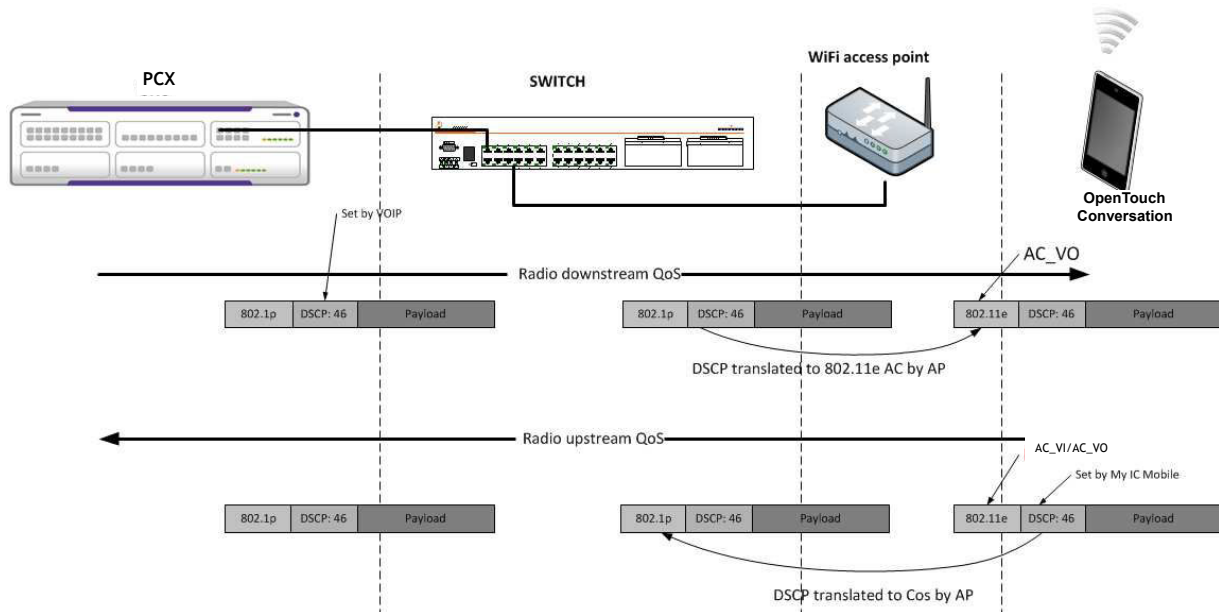 PCX
SWITCH
WiFi access point
OpenTouch
Conversation
Set by VOIP
Radio downstream QoS
AC_VO
802.1p DSCP: 46 Payload
802.1p DSCP: 46 Payload
802.11e DSCP: 46 Payload
DSCP translated to 802.11e AC by AP
Radio upstream QoS
AC_VI/AC_VO
Set by My IC Mobile
802.1p DSCP: 46 Payload
802.1p DSCP: 46 Payload
802.11e DSCP: 46 Payload
DSCP translated to Cos by AP